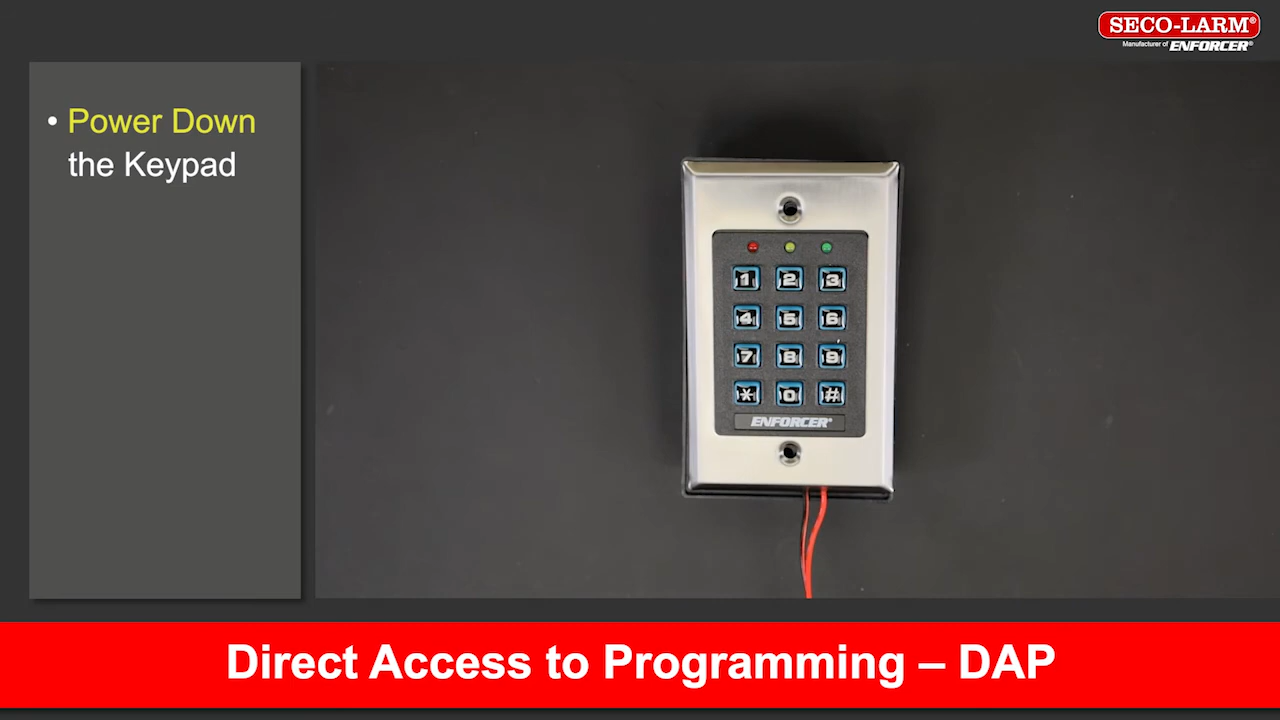 SECO-LARM®
Manufacturer of ENFORCER®
• Power Down
the Keypad
1 2 3
4 5 6
7 8 9
* 0 #
ENFORCER®
Direct Access to Programming – DAP